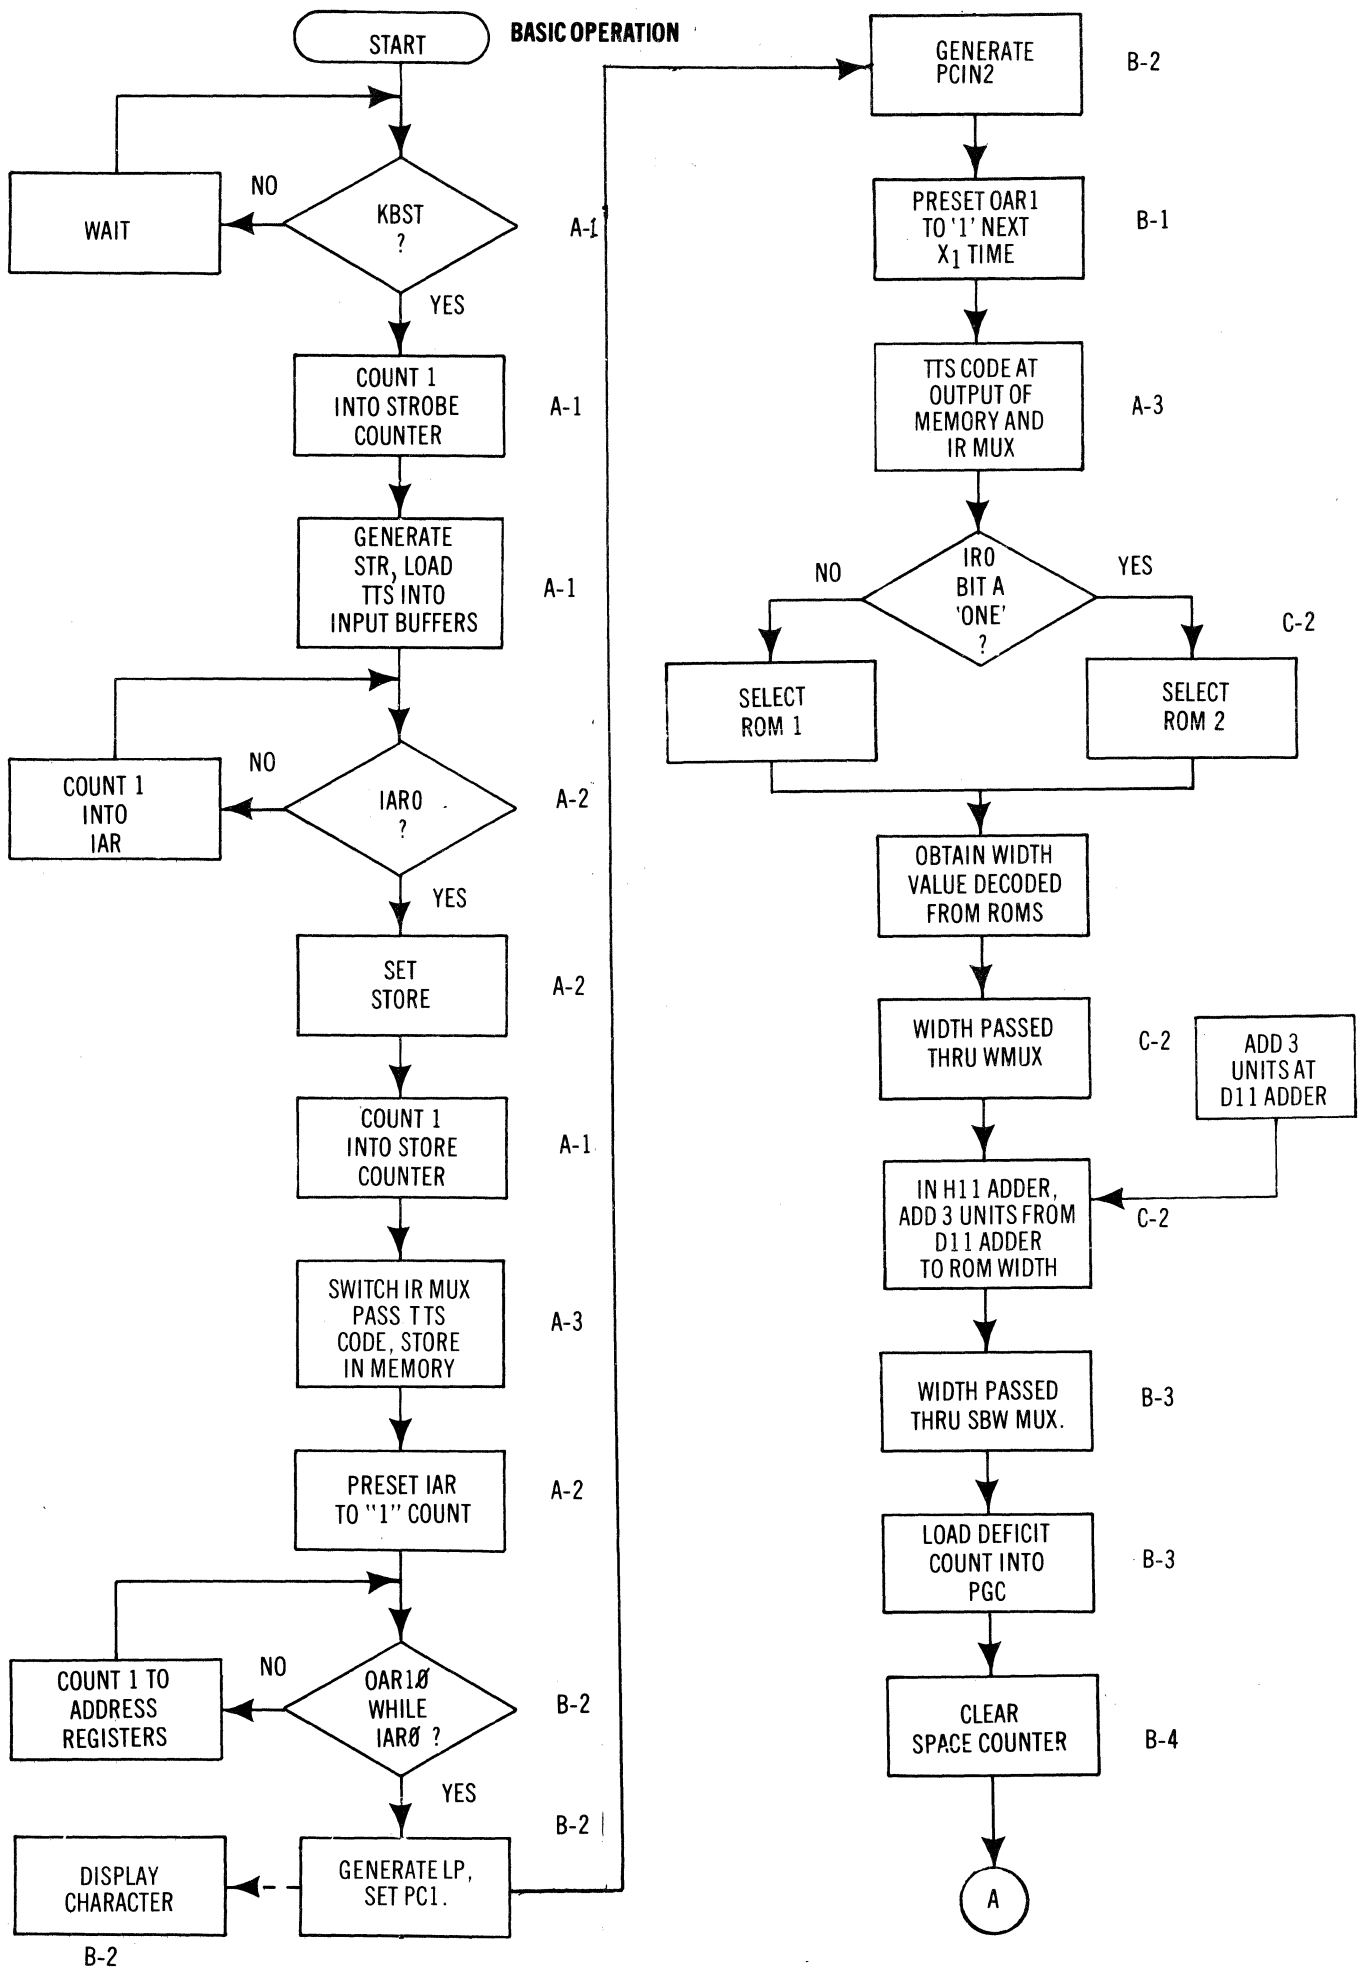 BASIC OPERATION
START
WAIT
NO
KBST
?
A-1
YES
COUNT 1
INTO STROBE
COUNTER
A-1
GENERATE
STR, LOAD
TTS INTO
INPUT BUFFERS
A-1
COUNT 1
INTO
IAR
NO
IAR0
?
A-2
YES
SET
STORE
A-2
COUNT 1
INTO STORE
COUNTER
A-1
SWITCH IR MUX
PASS TTS
CODE, STORE
IN MEMORY
A-3
PRESET IAR
TO "1" COUNT
A-2
COUNT 1 TO
ADDRESS
REGISTERS
NO
OAR1Ø
WHILE
IARØ ?
B-2
YES
B-2
GENERATE LP,
SET PC1.
DISPLAY
CHARACTER
B-2
GENERATE
PCIN2
B-2
PRESET OAR1
TO '1' NEXT
X1 TIME
B-1
TTS CODE AT
OUTPUT OF
MEMORY AND
IR MUX
A-3
NO
IR0
BIT A
'ONE'
?
YES
C-2
SELECT
ROM 1
SELECT
ROM 2
OBTAIN WIDTH
VALUE DECODED
FROM ROMS
WIDTH PASSED
THRU WMUX
C-2
ADD 3
UNITS AT
D11 ADDER
IN H11 ADDER,
ADD 3 UNITS FROM
D11 ADDER
TO ROM WIDTH
C-2
WIDTH PASSED
THRU SBW MUX.
B-3
LOAD DEFICIT
COUNT INTO
PGC
B-3
CLEAR
SPACE COUNTER
B-4
A